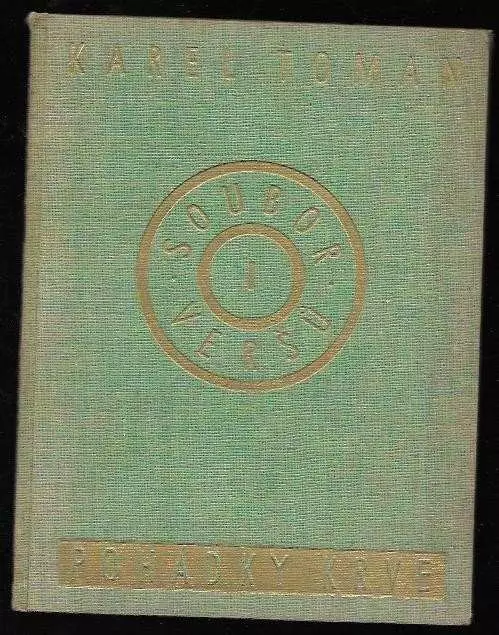 KAREL TOMAN
SOUBOR
1
VERŠŮ
POHÁDKY KRVE